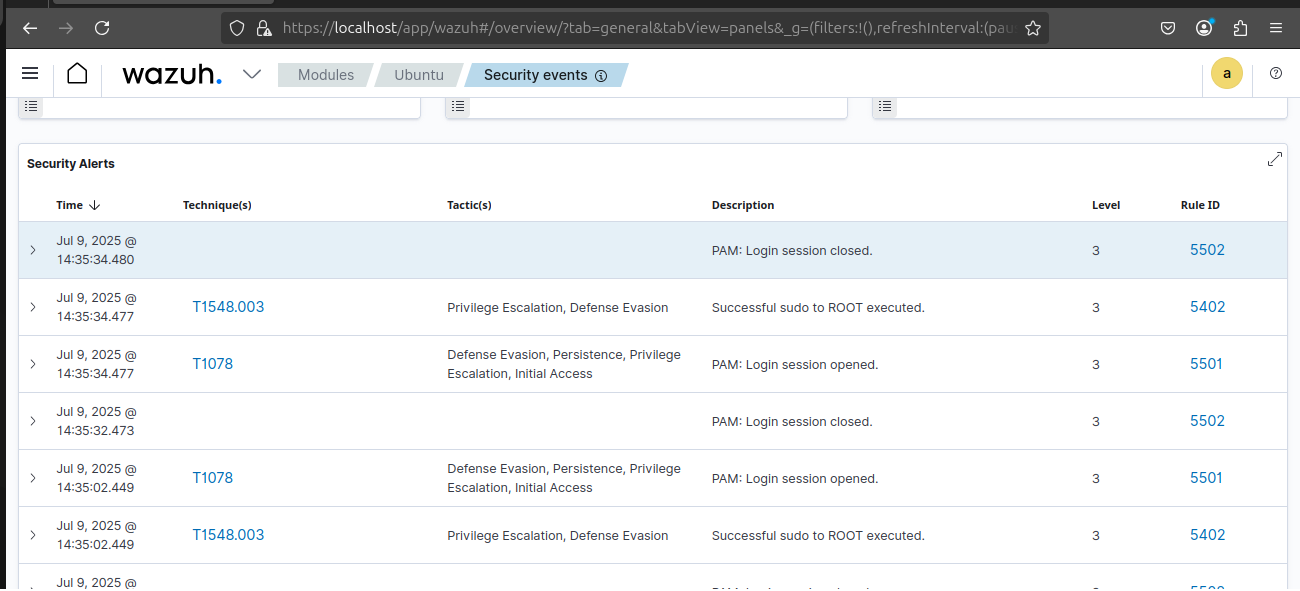 https://localhost/app/wazuh#/overview/?tab=general&tabView=panels&_g=(filters:!(),refreshInterval:(pau
wazuh. Modules Ubuntu Security events a
Security Alerts
Time Technique(s) Tactic(s) Description Level Rule ID
Jul 9, 2025 @
14:35:34.480 PAM: Login session closed. 3 5502
Jul 9, 2025 @
14:35:34.477 T1548.003 Privilege Escalation, Defense Evasion Successful sudo to ROOT executed. 3 5402
Jul 9, 2025 @
14:35:34.477 T1078 Defense Evasion, Persistence, Privilege
Escalation, Initial Access PAM: Login session opened. 3 5501
Jul 9, 2025 @
14:35:32.473 PAM: Login session closed. 3 5502
Jul 9, 2025 @
14:35:02.449 T1078 Defense Evasion, Persistence, Privilege
Escalation, Initial Access PAM: Login session opened. 3 5501
Jul 9, 2025 @
14:35:02.449 T1548.003 Privilege Escalation, Defense Evasion Successful sudo to ROOT executed. 3 5402
Jul 9, 2025 @